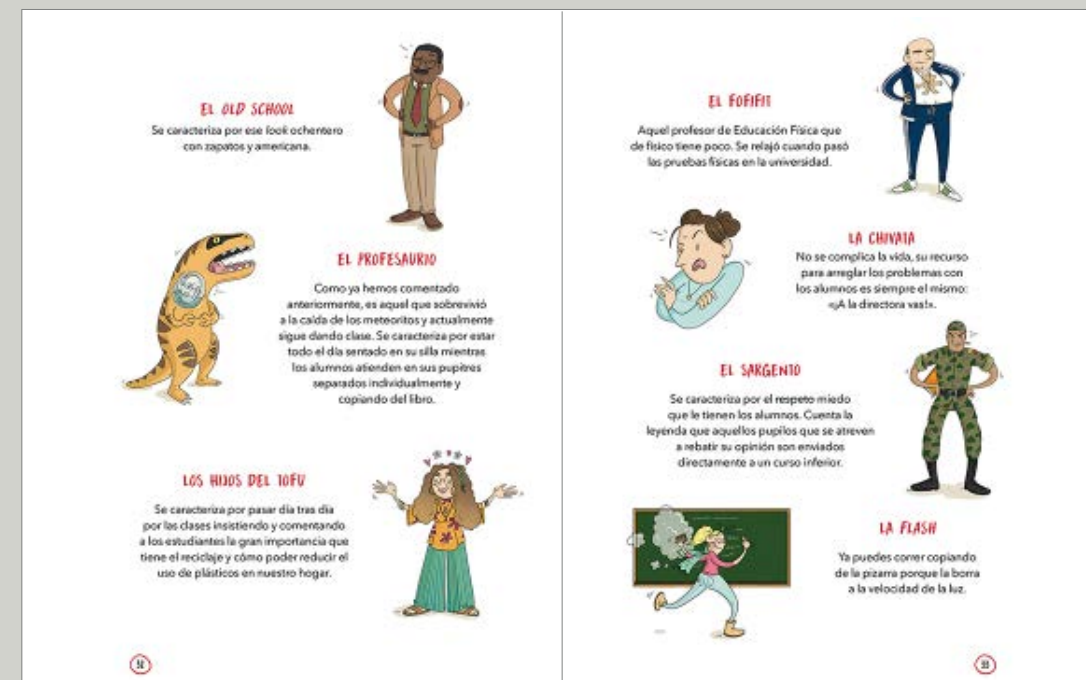 EL OLD SCHOOL
Se caracteriza por ese look ochentero
con zapatos y americana.
EL PROFESAURIO
Como ya hemos comentado
anteriormente, es aquel que sobrevivió
a la caída de los meteoritos y actualmente
sigue dando clase. Se caracteriza por estar
todo el día sentado en su silla mientras
los alumnos atienden en sus pupitres
separados individualmente y
copiando del libro.
LOS HIJOS DEL TOFU
Se caracteriza por pasar día tras día
por las clases insistiendo y comentando
a los estudiantes la gran importancia que
tiene el reciclaje y cómo poder reducir el
uso de plásticos en nuestro hogar.
EL FOFIFIT
Aquel profesor de Educación Física que
de físico tiene poco. Se relajó cuando pasó
las pruebas físicas en la universidad.
LA CHIVATA
No se complica la vida, su recurso
para arreglar los problemas con
los alumnos es siempre el mismo:
«¡A la directora vas!».
EL SARGENTO
Se caracteriza por el respeto miedo
que le tienen los alumnos. Cuenta la
leyenda que aquellos pupilos que se atreven
a rebatir su opinión son enviados
directamente a un curso inferior.
LA FLASH
Ya puedes correr copiando
de la pizarra porque la borra
a la velocidad de la luz.